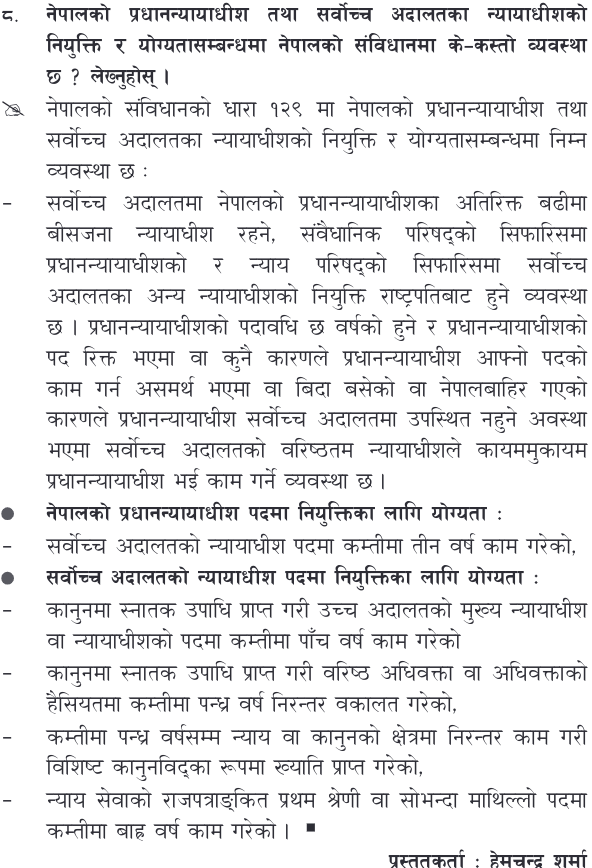 ८. नेपालको प्रधानन्यायाधीश तथा सर्वोच्च अदालतका न्यायाधीशको
नियुक्ति र योग्यतासम्बन्धमा नेपालको संविधानमा के-कस्तो व्यवस्था
छ ? लेख्नुहोस् ।
नेपालको संविधानको धारा १२९ मा नेपालको प्रधानन्यायाधीश तथा
सर्वोच्च अदालतका न्यायाधीशको नियुक्ति र योग्यतासम्बन्धमा निम्न
व्यवस्था छ :
- सर्वोच्च अदालतमा नेपालको प्रधानन्यायाधीशका अतिरिक्त बढीमा
बीसजना न्यायाधीश रहने, संवैधानिक परिषद्को सिफारिसमा
प्रधानन्यायाधीशको र न्याय परिषद्को सिफारिसमा सर्वोच्च
अदालतका अन्य न्यायाधीशको नियुक्ति राष्ट्रपतिबाट हुने व्यवस्था
छ । प्रधानन्यायाधीशको पदावधि छ वर्षको हुने र प्रधानन्यायाधीशको
पद रिक्त भएमा वा कुनै कारणले प्रधानन्यायाधीश आफ्नो पदको
काम गर्न असमर्थ भएमा वा बिदा बसेको वा नेपालबाहिर गएको
कारणले प्रधानन्यायाधीश सर्वोच्च अदालतमा उपस्थित नहुने अवस्था
भएमा सर्वोच्च अदालतको वरिष्ठतम न्यायाधीशले कायममुकायम
प्रधानन्यायाधीश भई काम गर्ने व्यवस्था छ ।
● नेपालको प्रधानन्यायाधीश पदमा नियुक्तिका लागि योग्यता :
- सर्वोच्च अदालतको न्यायाधीश पदमा कम्तीमा तीन वर्ष काम गरेको,
● सर्वोच्च अदालतको न्यायाधीश पदमा नियुक्तिका लागि योग्यता :
- कानुनमा स्नातक उपाधि प्राप्त गरी उच्च अदालतको मुख्य न्यायाधीश
वा न्यायाधीशको पदमा कम्तीमा पाँच वर्ष काम गरेको
- कानुनमा स्नातक उपाधि प्राप्त गरी वरिष्ठ अधिवक्ता वा अधिवक्ताको
हैसियतमा कम्तीमा पन्ध्र वर्ष निरन्तर वकालत गरेको,
- कम्तीमा पन्ध्र वर्षसम्म न्याय वा कानुनको क्षेत्रमा निरन्तर काम गरी
विशिष्ट कानुनविद्का रूपमा ख्याति प्राप्त गरेको,
- न्याय सेवाको राजपत्राङ्कित प्रथम श्रेणी वा सोभन्दा माथिल्लो पदमा
कम्तीमा बाह्र वर्ष काम गरेको । ■
प्रस्तुतकर्ता : हेमचन्द्र शर्मा